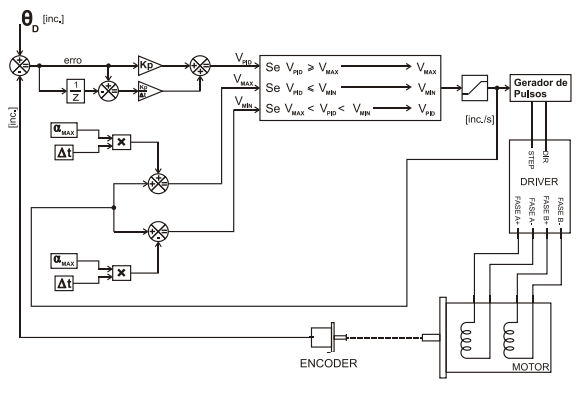 θD [inc.]
erro
Kp
VPID
Se VPID ⩾ VMAX VMAX
VMAX
Se VPID ⩽ VMIN VMIN
VMIN
Se VMAX < VPID < VMIN VPID
1
Z
[inc./s]
Gerador de
Pulsos
[inc.]
αMAX
Δt
×
STEP
DIR
DRIVER
FASE A+
FASE A-
FASE B+
FASE B-
αMAX
Δt
×
ENCODER
MOTOR